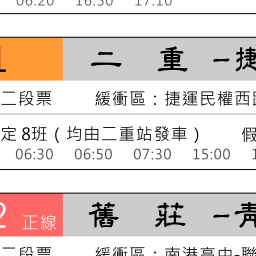 06:20 16:50 17:10
1 二 重 －捷
二段票 緩衝區：捷運民權西路
定 8班（均由二重站發車） 假
06:30 06:50 07:30 15:00 1
2 正線 舊 莊 －青
二段票 緩衝區：南港高中-聯